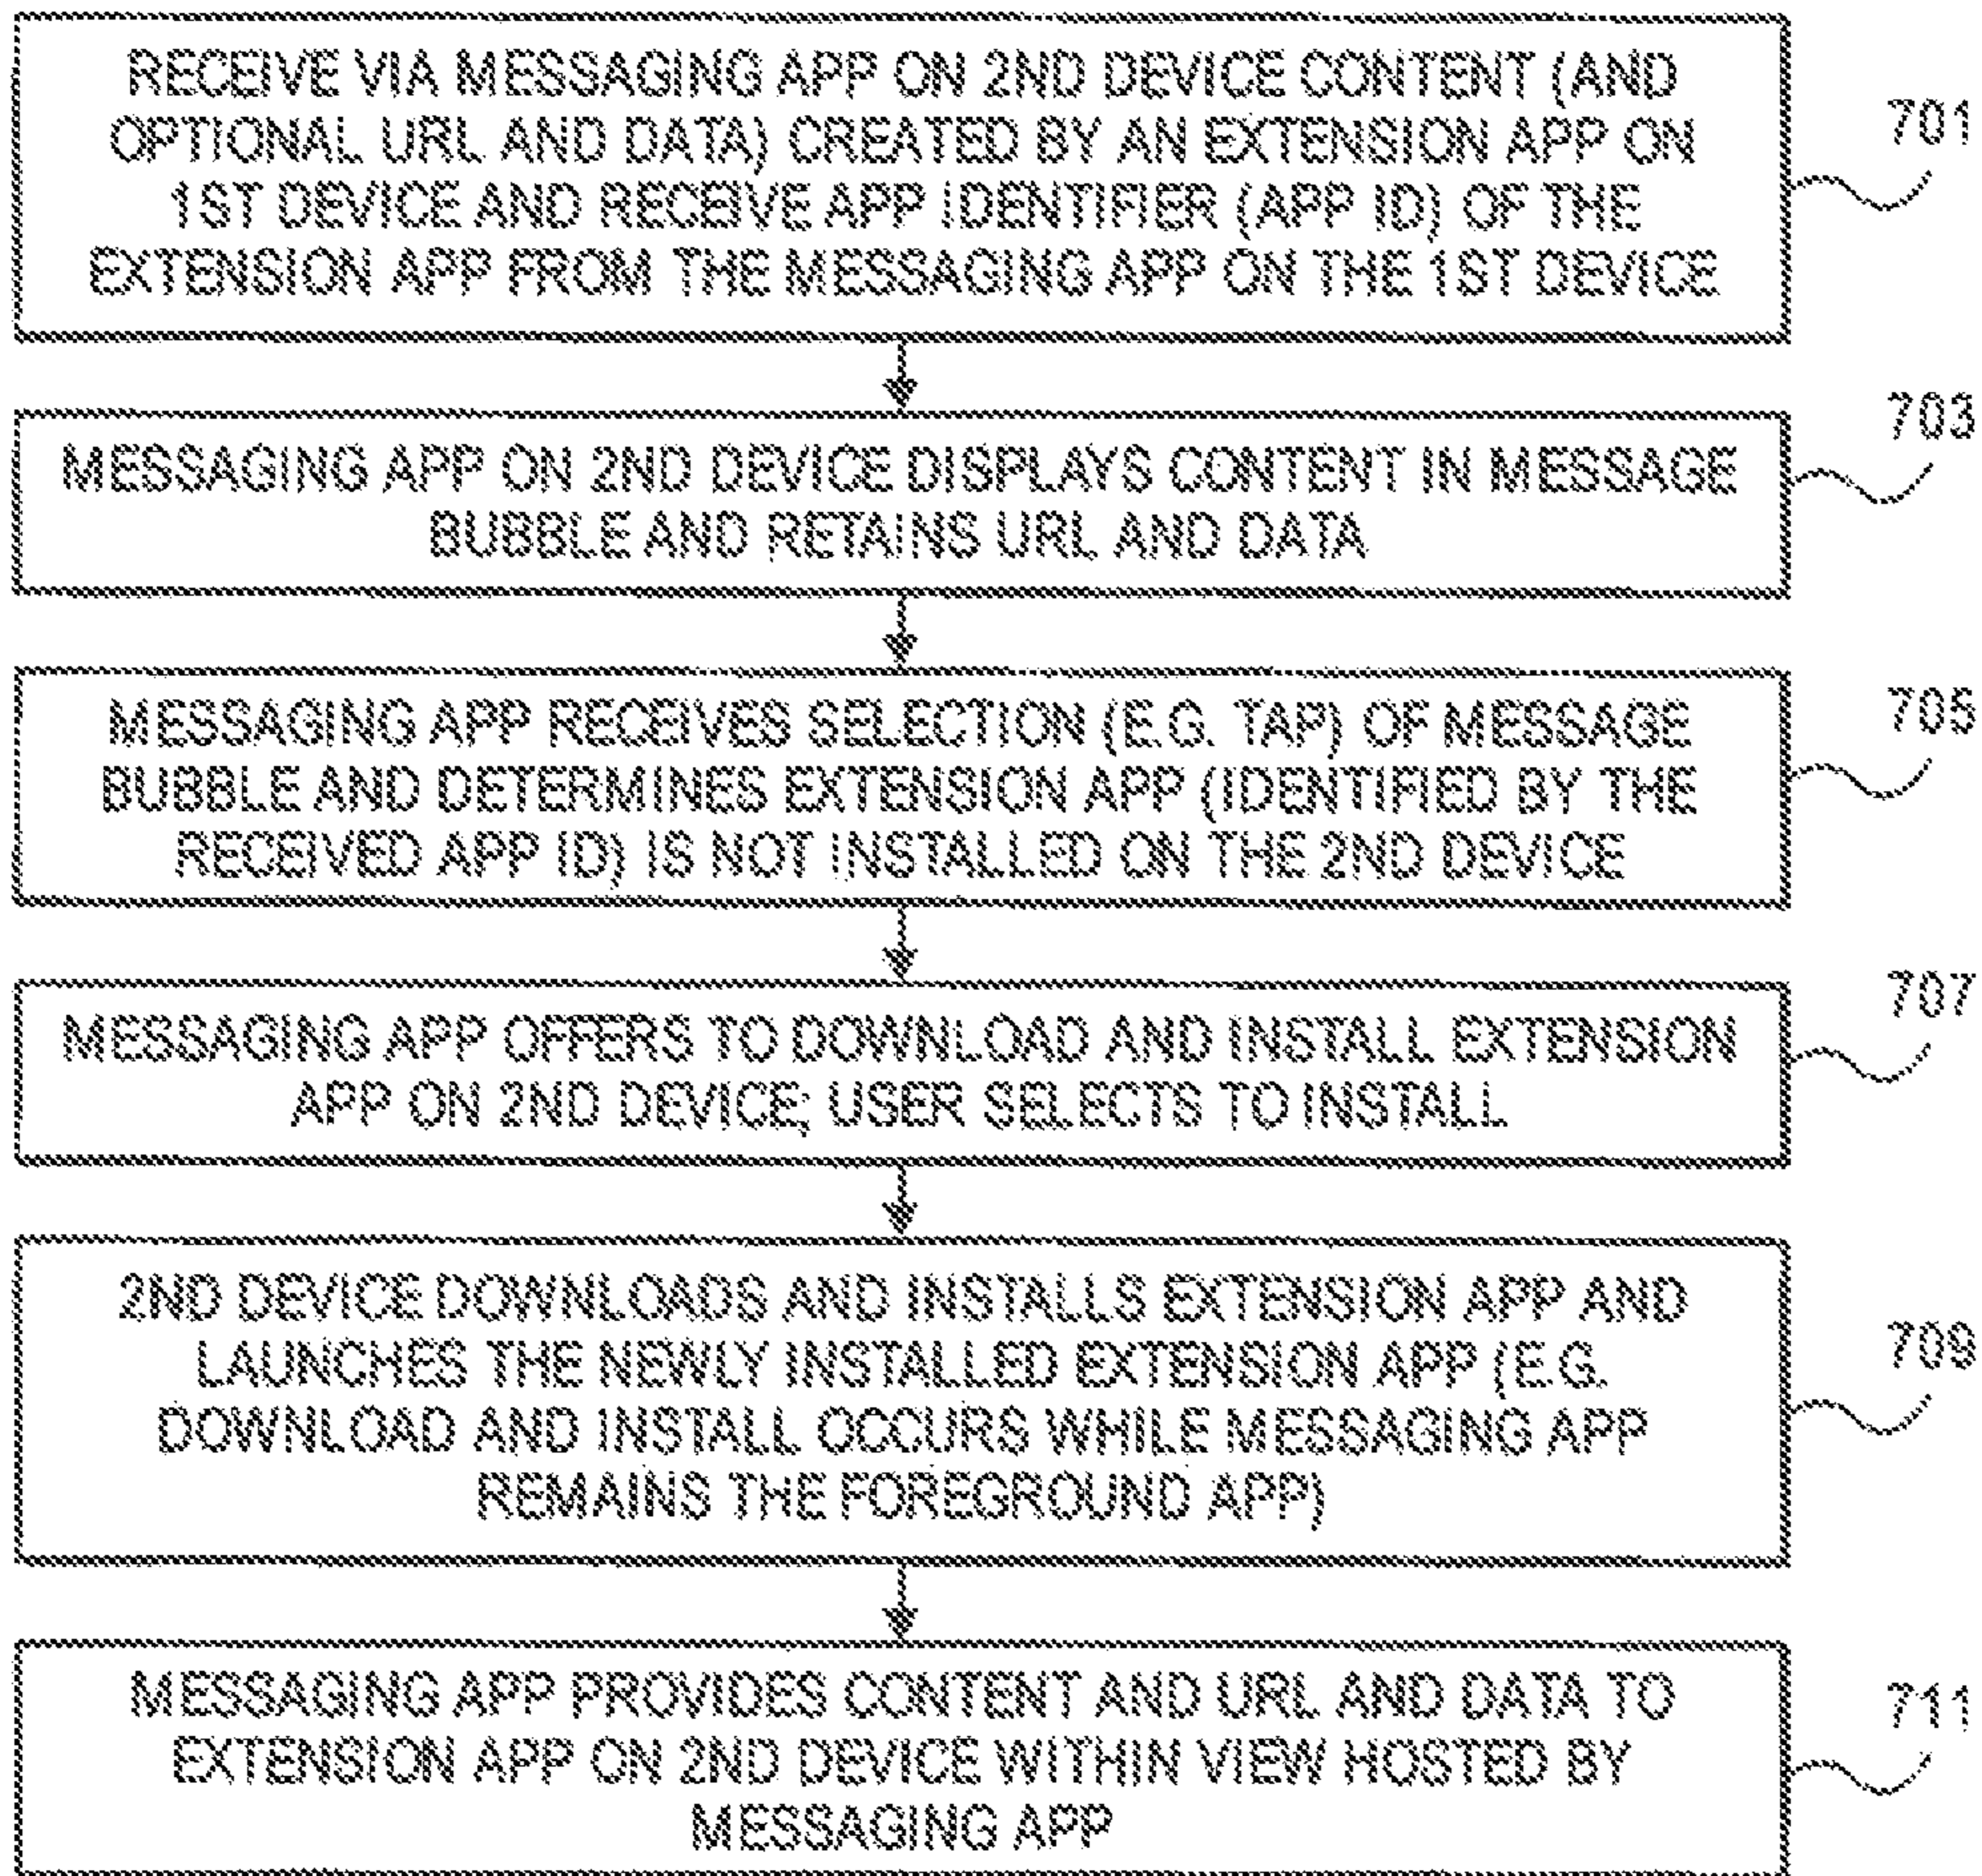 RECEIVE VIA MESSAGING APP ON 2ND DEVICE CONTENT (AND
OPTIONAL URL AND DATA) CREATED BY AN EXTENSION APP ON
1ST DEVICE AND RECEIVE APP IDENTIFIER (APP ID) OF THE
EXTENSION APP FROM THE MESSAGING APP ON THE 1ST DEVICE
701
MESSAGING APP ON 2ND DEVICE DISPLAYS CONTENT IN MESSAGE
BUBBLE AND RETAINS URL AND DATA
703
MESSAGING APP RECEIVES SELECTION (E.G. TAP) OF MESSAGE
BUBBLE AND DETERMINES EXTENSION APP (IDENTIFIED BY THE
RECEIVED APP ID) IS NOT INSTALLED ON THE 2ND DEVICE
705
MESSAGING APP OFFERS TO DOWNLOAD AND INSTALL EXTENSION
APP ON 2ND DEVICE; USER SELECTS TO INSTALL
707
2ND DEVICE DOWNLOADS AND INSTALLS EXTENSION APP AND
LAUNCHES THE NEWLY INSTALLED EXTENSION APP (E.G.
DOWNLOAD AND INSTALL OCCURS WHILE MESSAGING APP
REMAINS THE FOREGROUND APP)
709
MESSAGING APP PROVIDES CONTENT AND URL AND DATA TO
EXTENSION APP ON 2ND DEVICE WITHIN VIEW HOSTED BY
MESSAGING APP
711